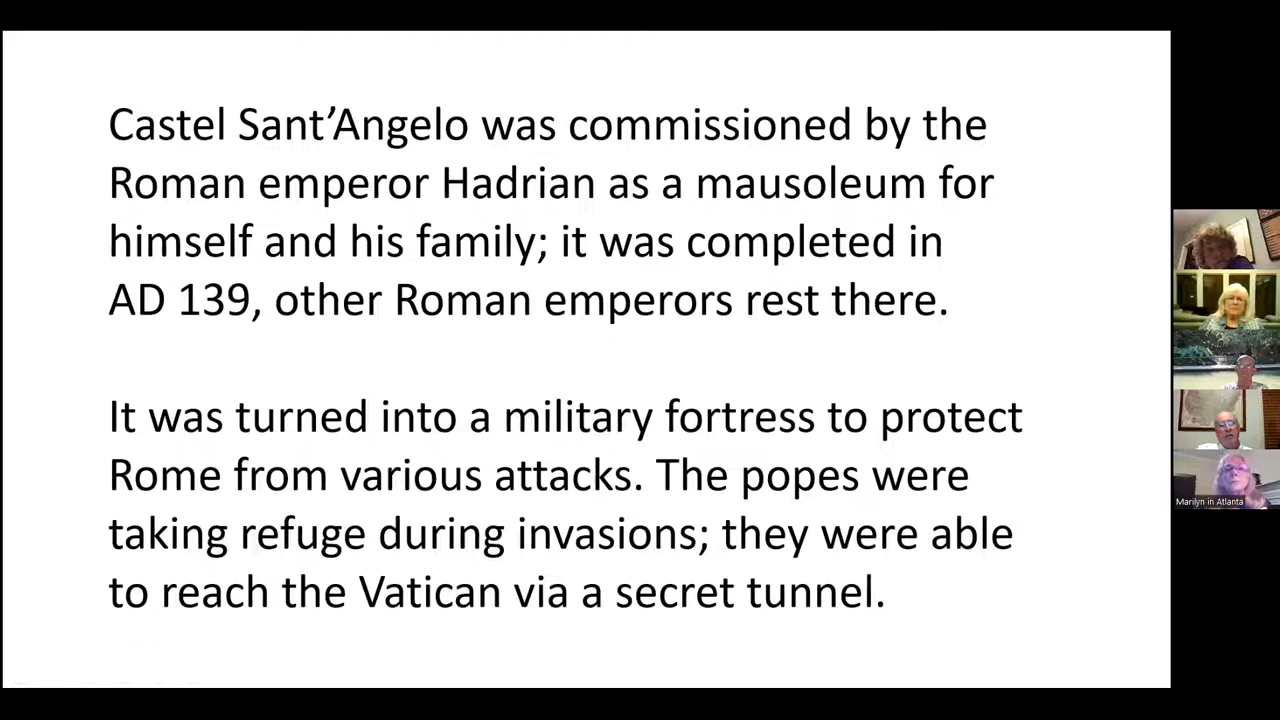 Castel Sant’Angelo was commissioned by the
Roman emperor Hadrian as a mausoleum for
himself and his family; it was completed in
AD 139, other Roman emperors rest there.
It was turned into a military fortress to protect
Rome from various attacks. The popes were
taking refuge during invasions; they were able
to reach the Vatican via a secret tunnel.
Marilyn in Atlanta